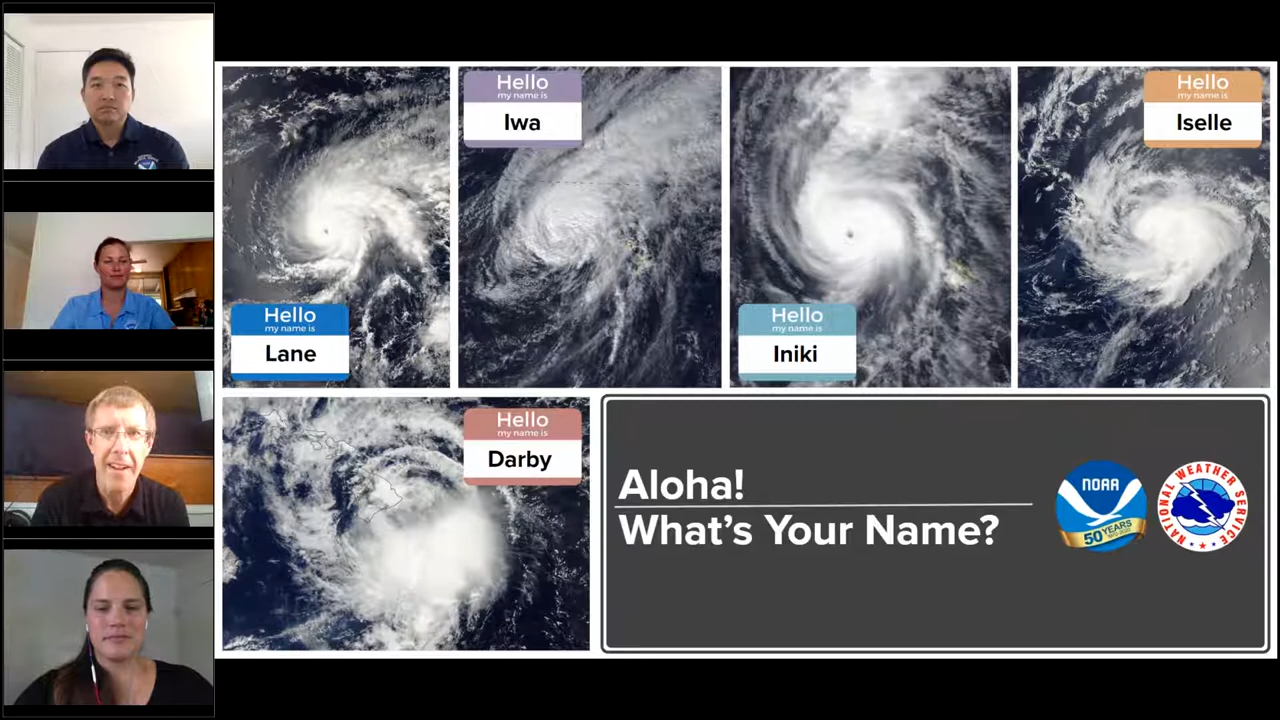 Hello
my name is
Lane
Hello
my name is
Iwa
Hello
my name is
Iniki
Hello
my name is
Iselle
Hello
my name is
Darby
Aloha!
What's Your Name?
NOAA
50 YEARS
NATIONAL WEATHER SERVICE